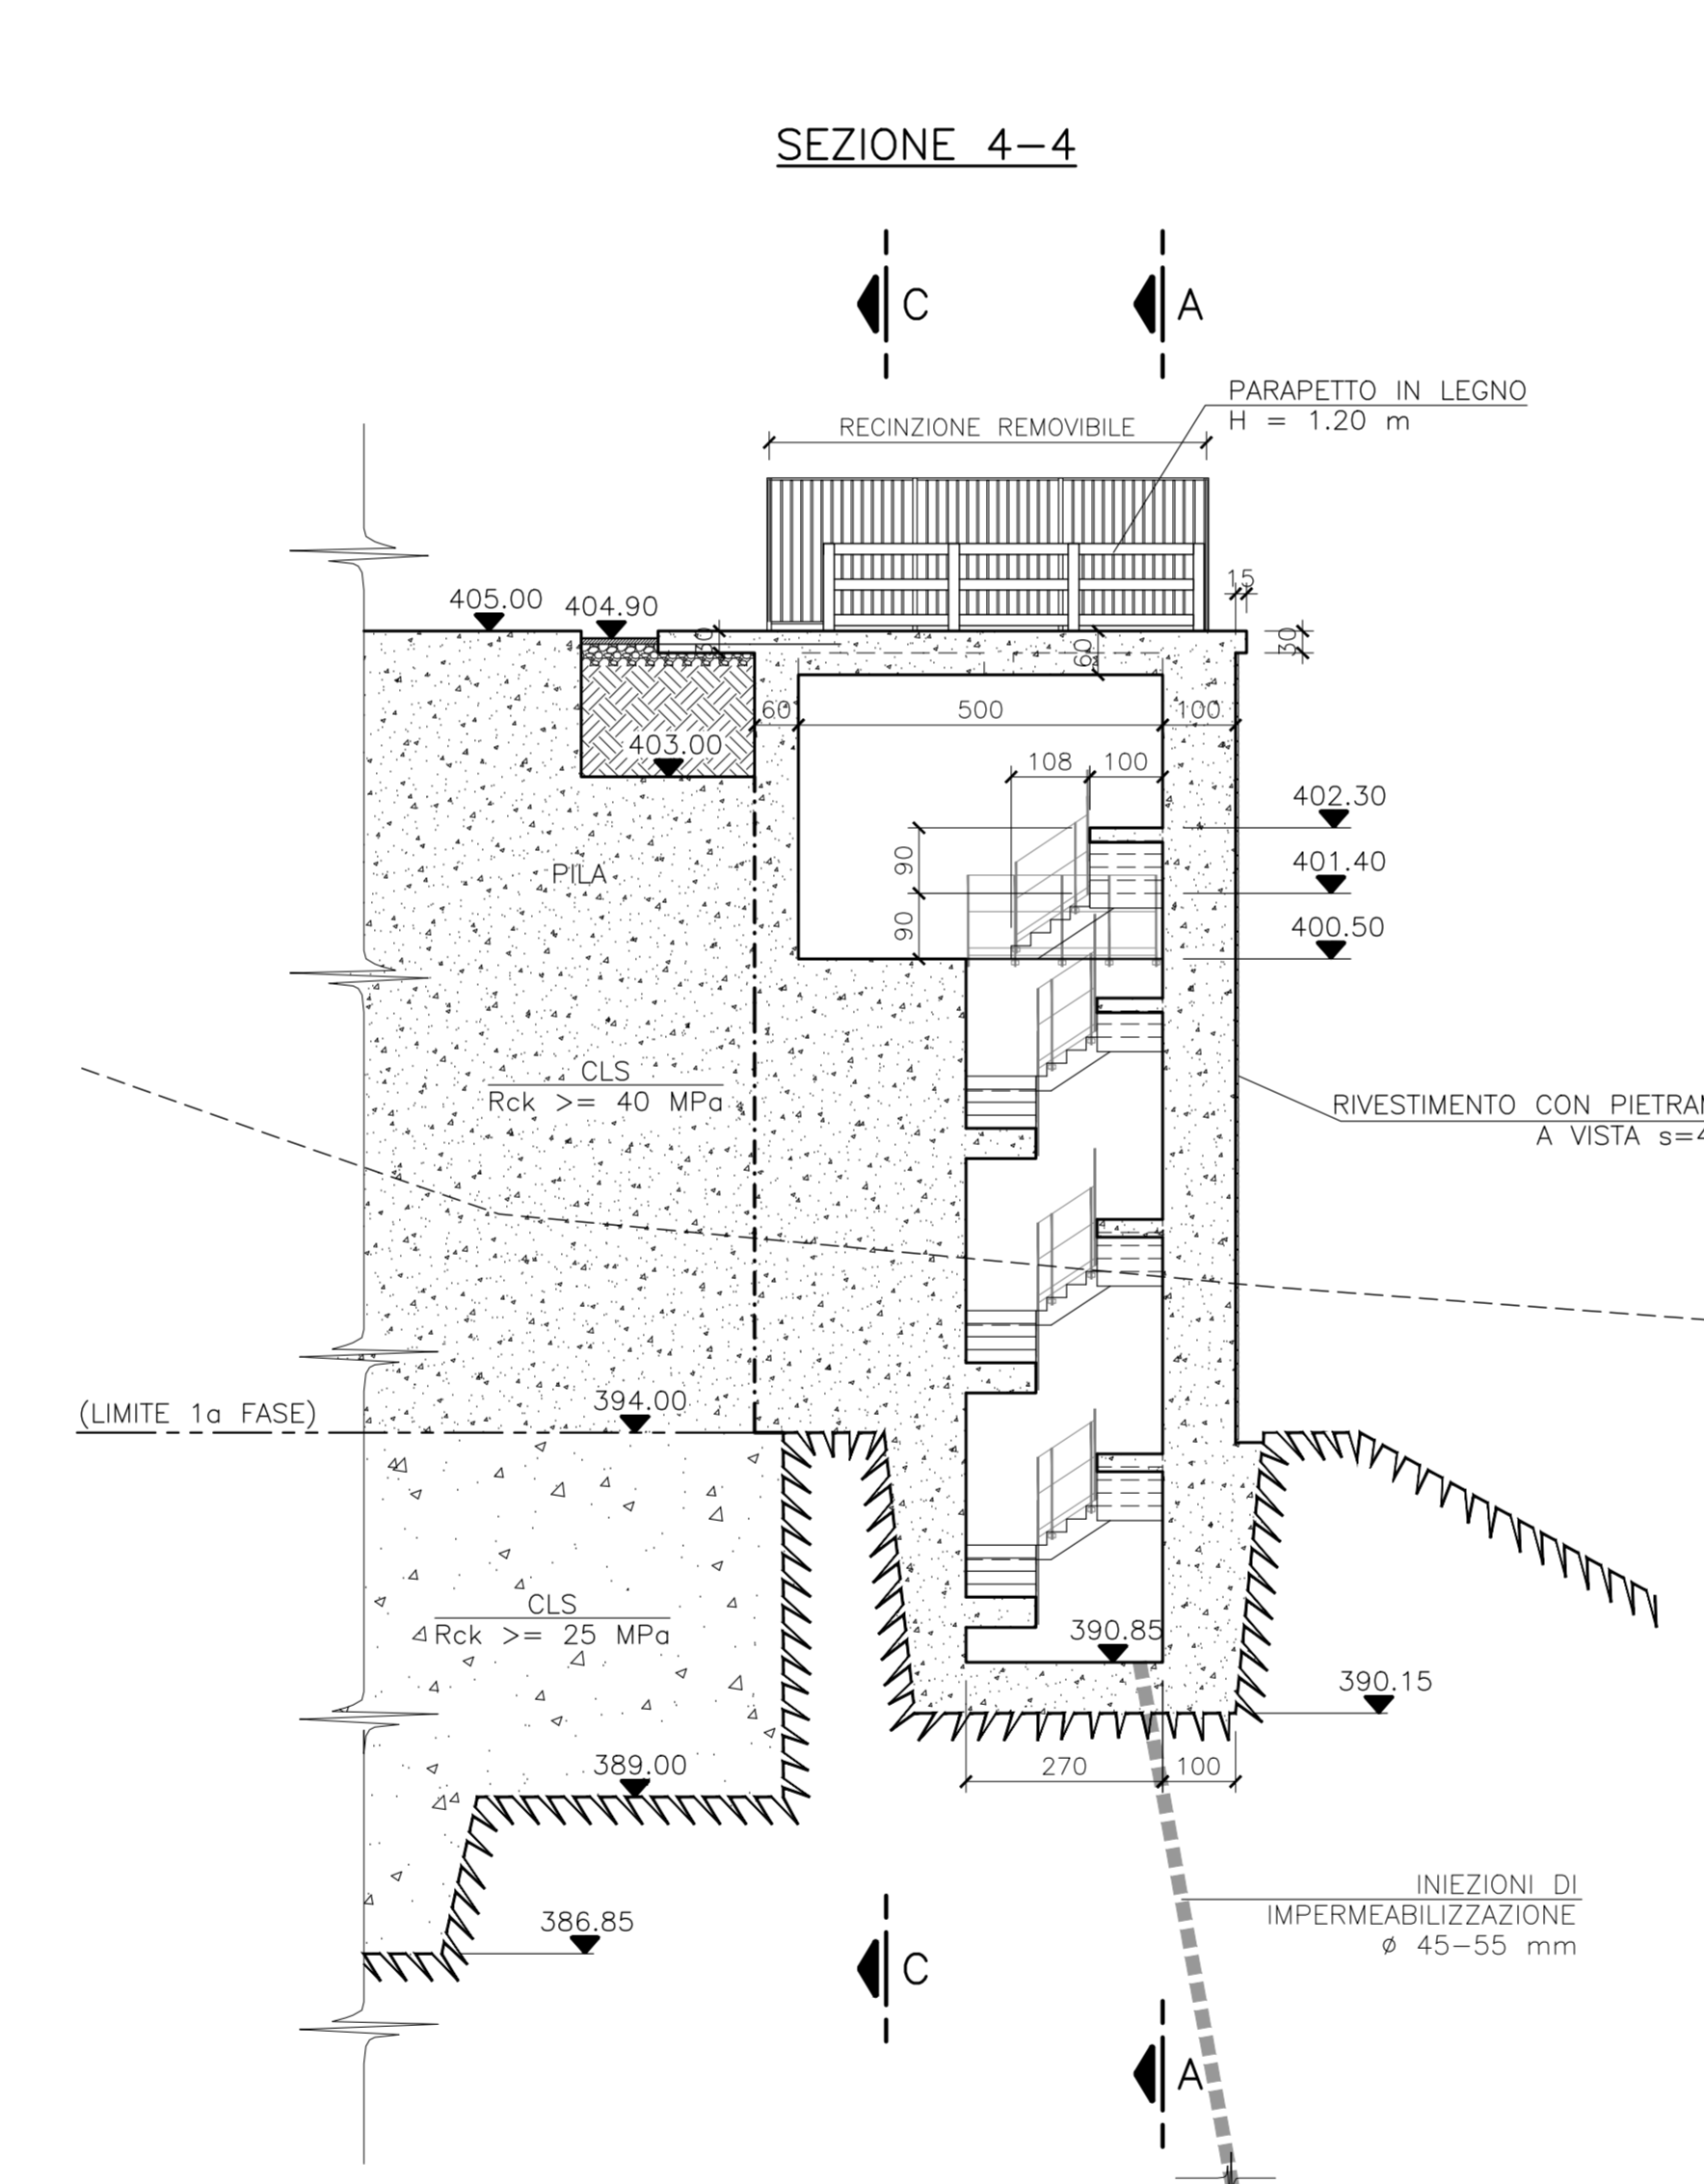 SEZIONE 4-4
C
A
PARAPETTO IN LEGNO
H = 1.20 m
RECINZIONE REMOVIBILE
15
405.00
404.90
30
60
30
60
500
100
403.00
108
100
402.30
90
401.40
PILA
90
400.50
CLS
Rck >= 40 MPa
RIVESTIMENTO CON
A VISTA
394.00
(LIMITE 1a FASE)
CLS
Rck >= 25 MPa
390.85
390.15
389.00
270
100
INIEZIONI DI
IMPERMEABILIZZAZIONE
ø 45-55 mm
386.85
C
A